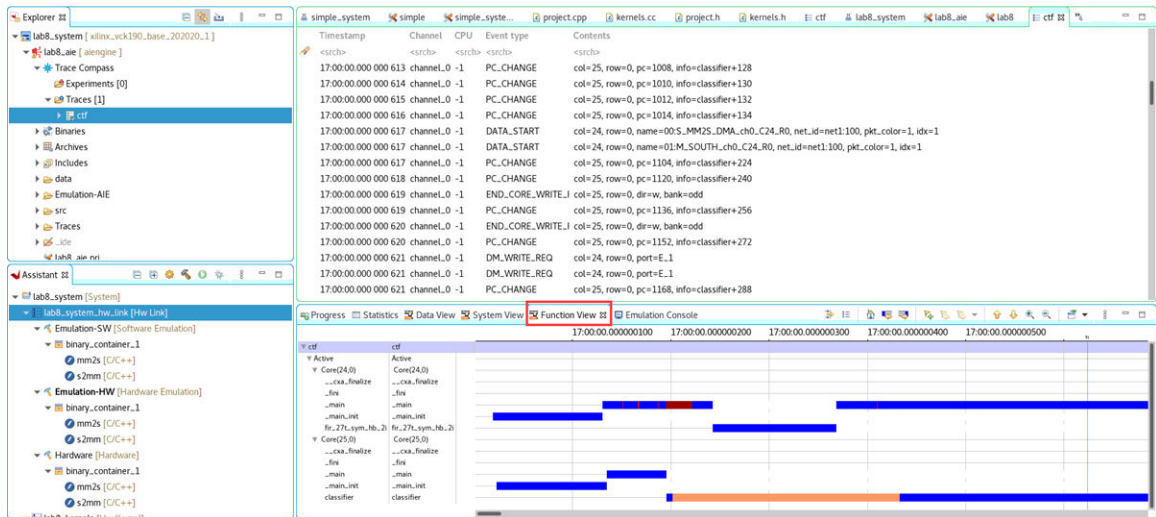 Explorer
lab8_system [ xilinx_vck190_base_202020_1 ]
lab8_aie [ aiengine ]
Trace Compass
Experiments [0]
Traces [1]
ctf
Binaries
Archives
Includes
data
Emulation-AIE
src
Traces
_ide
lab8_aie.prj
Assistant
lab8_system [System]
lab8_system_hw_link [Hw Link]
Emulation-SW [Software Emulation]
binary_container_1
mm2s [C/C++]
s2mm [C/C++]
Emulation-HW [Hardware Emulation]
binary_container_1
mm2s [C/C++]
s2mm [C/C++]
Hardware [Hardware]
binary_container_1
mm2s [C/C++]
s2mm [C/C++]
simple_system simple simple_syste... project.cpp kernels.cc project.h kernels.h ctf lab8_system lab8_aie lab8 ctf
Timestamp Channel CPU Event type Contents
<srch> <srch> <srch> <srch> <srch>
17:00:00.000 000 613 channel_0 -1 PC_CHANGE col=25, row=0, pc=1008, info=classifier+128
17:00:00.000 000 614 channel_0 -1 PC_CHANGE col=25, row=0, pc=1010, info=classifier+130
17:00:00.000 000 615 channel_0 -1 PC_CHANGE col=25, row=0, pc=1012, info=classifier+132
17:00:00.000 000 616 channel_0 -1 PC_CHANGE col=25, row=0, pc=1014, info=classifier+134
17:00:00.000 000 617 channel_0 -1 DATA_START col=24, row=0, name=00:S_MM2S_DMA_ch0_C24_R0, net_id=net1:100, pkt_color=1, idx=1
17:00:00.000 000 617 channel_0 -1 DATA_START col=24, row=0, name=01:M_SOUTH_ch0_C24_R0, net_id=net1:100, pkt_color=1, idx=1
17:00:00.000 000 617 channel_0 -1 PC_CHANGE col=25, row=0, pc=1104, info=classifier+224
17:00:00.000 000 618 channel_0 -1 PC_CHANGE col=25, row=0, pc=1120, info=classifier+240
17:00:00.000 000 619 channel_0 -1 END_CORE_WRITE_I col=25, row=0, dir=w, bank=odd
17:00:00.000 000 619 channel_0 -1 PC_CHANGE col=25, row=0, pc=1136, info=classifier+256
17:00:00.000 000 620 channel_0 -1 END_CORE_WRITE_I col=25, row=0, dir=w, bank=odd
17:00:00.000 000 620 channel_0 -1 PC_CHANGE col=25, row=0, pc=1152, info=classifier+272
17:00:00.000 000 621 channel_0 -1 DM_WRITE_REQ col=24, row=0, port=E_1
17:00:00.000 000 621 channel_0 -1 DM_WRITE_REQ col=24, row=0, port=E_1
17:00:00.000 000 621 channel_0 -1 PC_CHANGE col=25, row=0, pc=1168, info=classifier+288
Progress Statistics Data View System View Function View Emulation Console
17:00:00.000000100 17:00:00.000000200 17:00:00.000000300 17:00:00.000000400 17:00:00.000000500
ctf ctf
Active Active
Core(24,0) Core(24,0)
__cxa_finalize __cxa_finalize
_fini _fini
_main _main
_main_init _main_init
fir_27t_sym_hb_2i fir_27t_sym_hb_2i
Core(25,0) Core(25,0)
__cxa_finalize __cxa_finalize
_fini _fini
_main _main
_main_init _main_init
classifier classifier